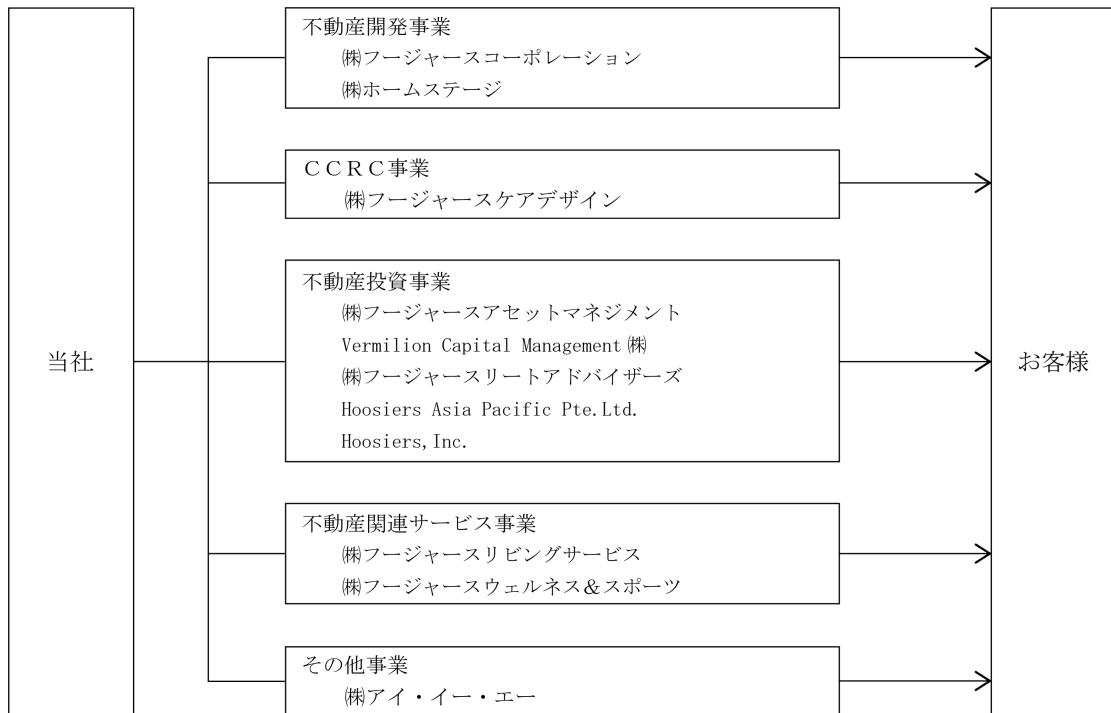 不動産開発事業
㈱フージャースコーポレーション
㈱ホームステージ
ＣＣＲＣ事業
㈱フージャースケアデザイン
不動産投資事業
㈱フージャースアセットマネジメント
Vermilion Capital Management㈱
㈱フージャースリートアドバイザーズ
Hoosiers Asia Pacific Pte.Ltd.
Hoosiers,Inc.
当社
お客様
不動産関連サービス事業
㈱フージャースリビングサービス
㈱フージャースウェルネス＆スポーツ
その他事業
㈱アイ・イー・エー